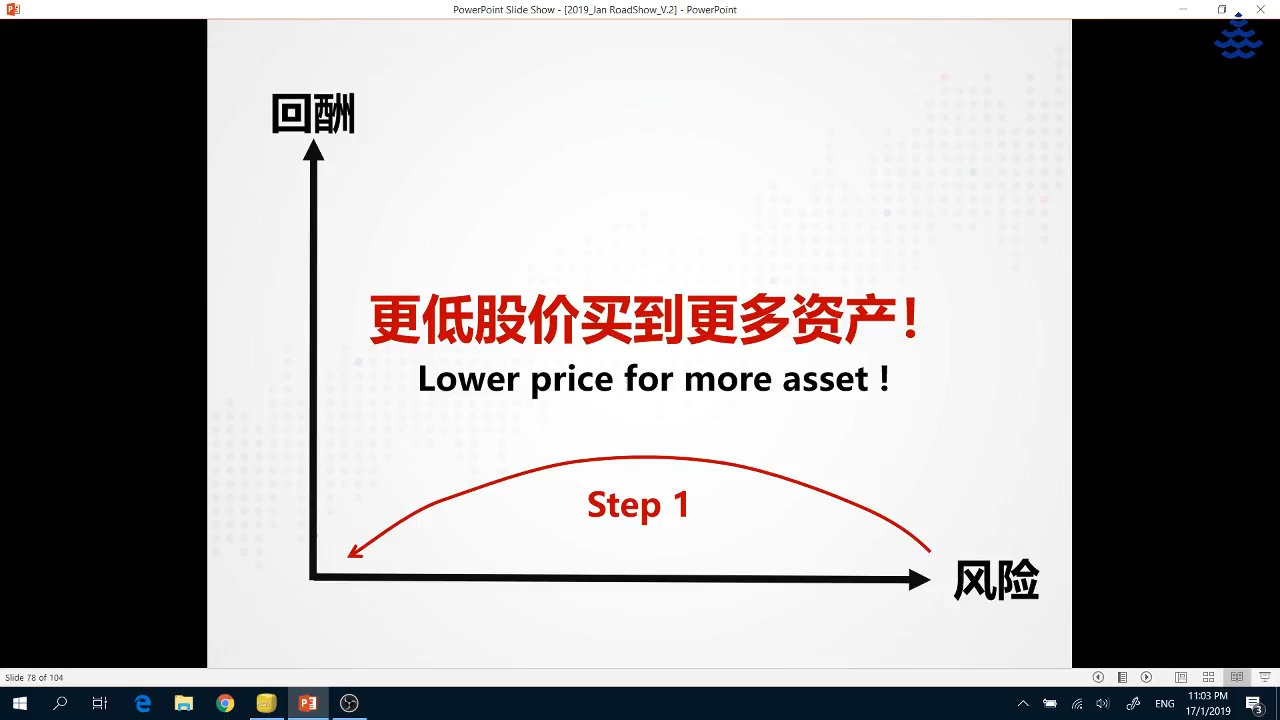 PowerPoint Slide Show - [2019_Jan RoadShow_V.2] - PowerPoint
回酬
更低股价买到更多资产！
Lower price for more asset !
Step 1
风险
Slide 78 of 104
11:03 PM
ENG
17/1/2019
3